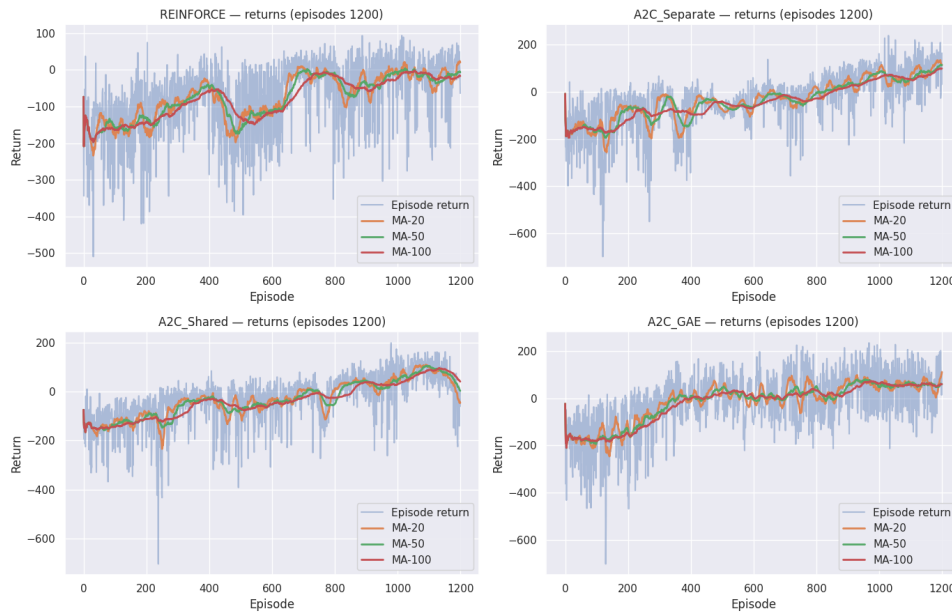 REINFORCE — returns (episodes 1200)
100
0
−100
−200
−300
−400
−500
Return
0
200
400
600
800
1000
1200
Episode
Episode return
MA-20
MA-50
MA-100
A2C_Separate — returns (episodes 1200)
200
0
−200
−400
−600
Return
0
200
400
600
800
1000
1200
Episode
Episode return
MA-20
MA-50
MA-100
A2C_Shared — returns (episodes 1200)
200
0
−200
−400
−600
Return
0
200
400
600
800
1000
1200
Episode
Episode return
MA-20
MA-50
MA-100
A2C_GAE — returns (episodes 1200)
200
0
−200
−400
−600
Return
0
200
400
600
800
1000
1200
Episode
Episode return
MA-20
MA-50
MA-100